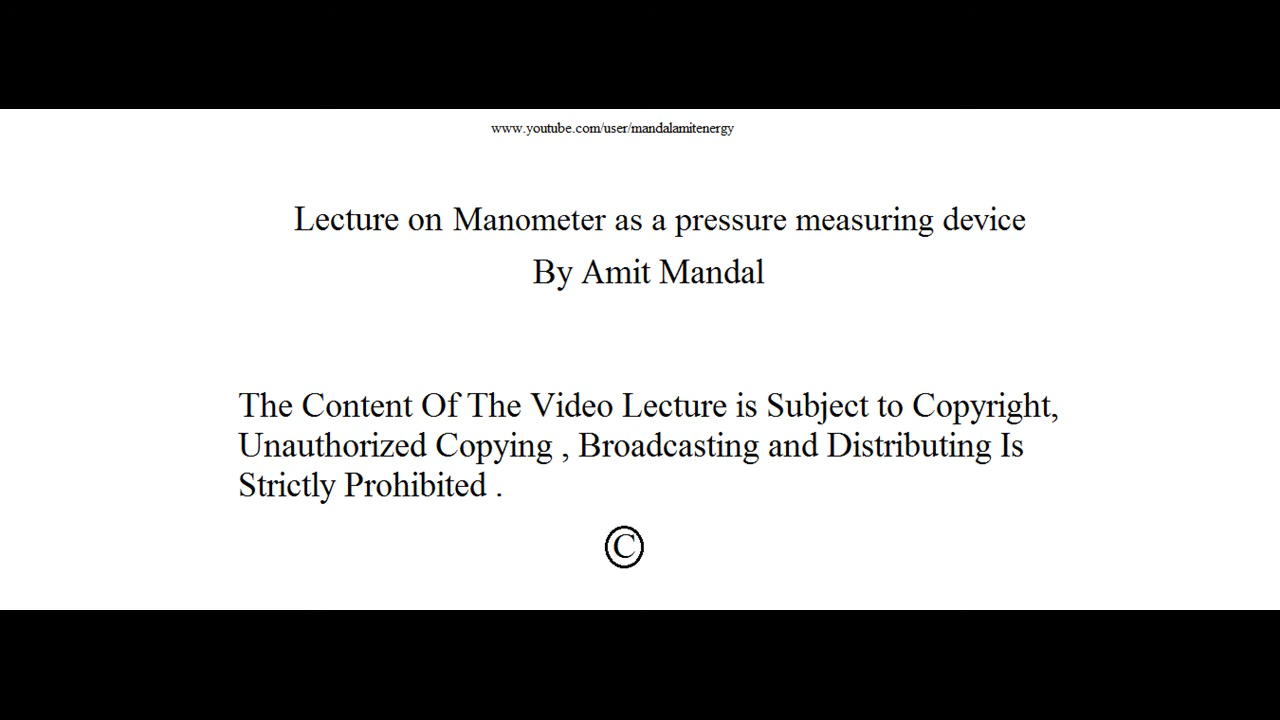 www.youtube.com/user/mandalamitenergy
Lecture on Manometer as a pressure measuring device
By Amit Mandal
The Content Of The Video Lecture is Subject to Copyright,
Unauthorized Copying , Broadcasting and Distributing Is
Strictly Prohibited .
©